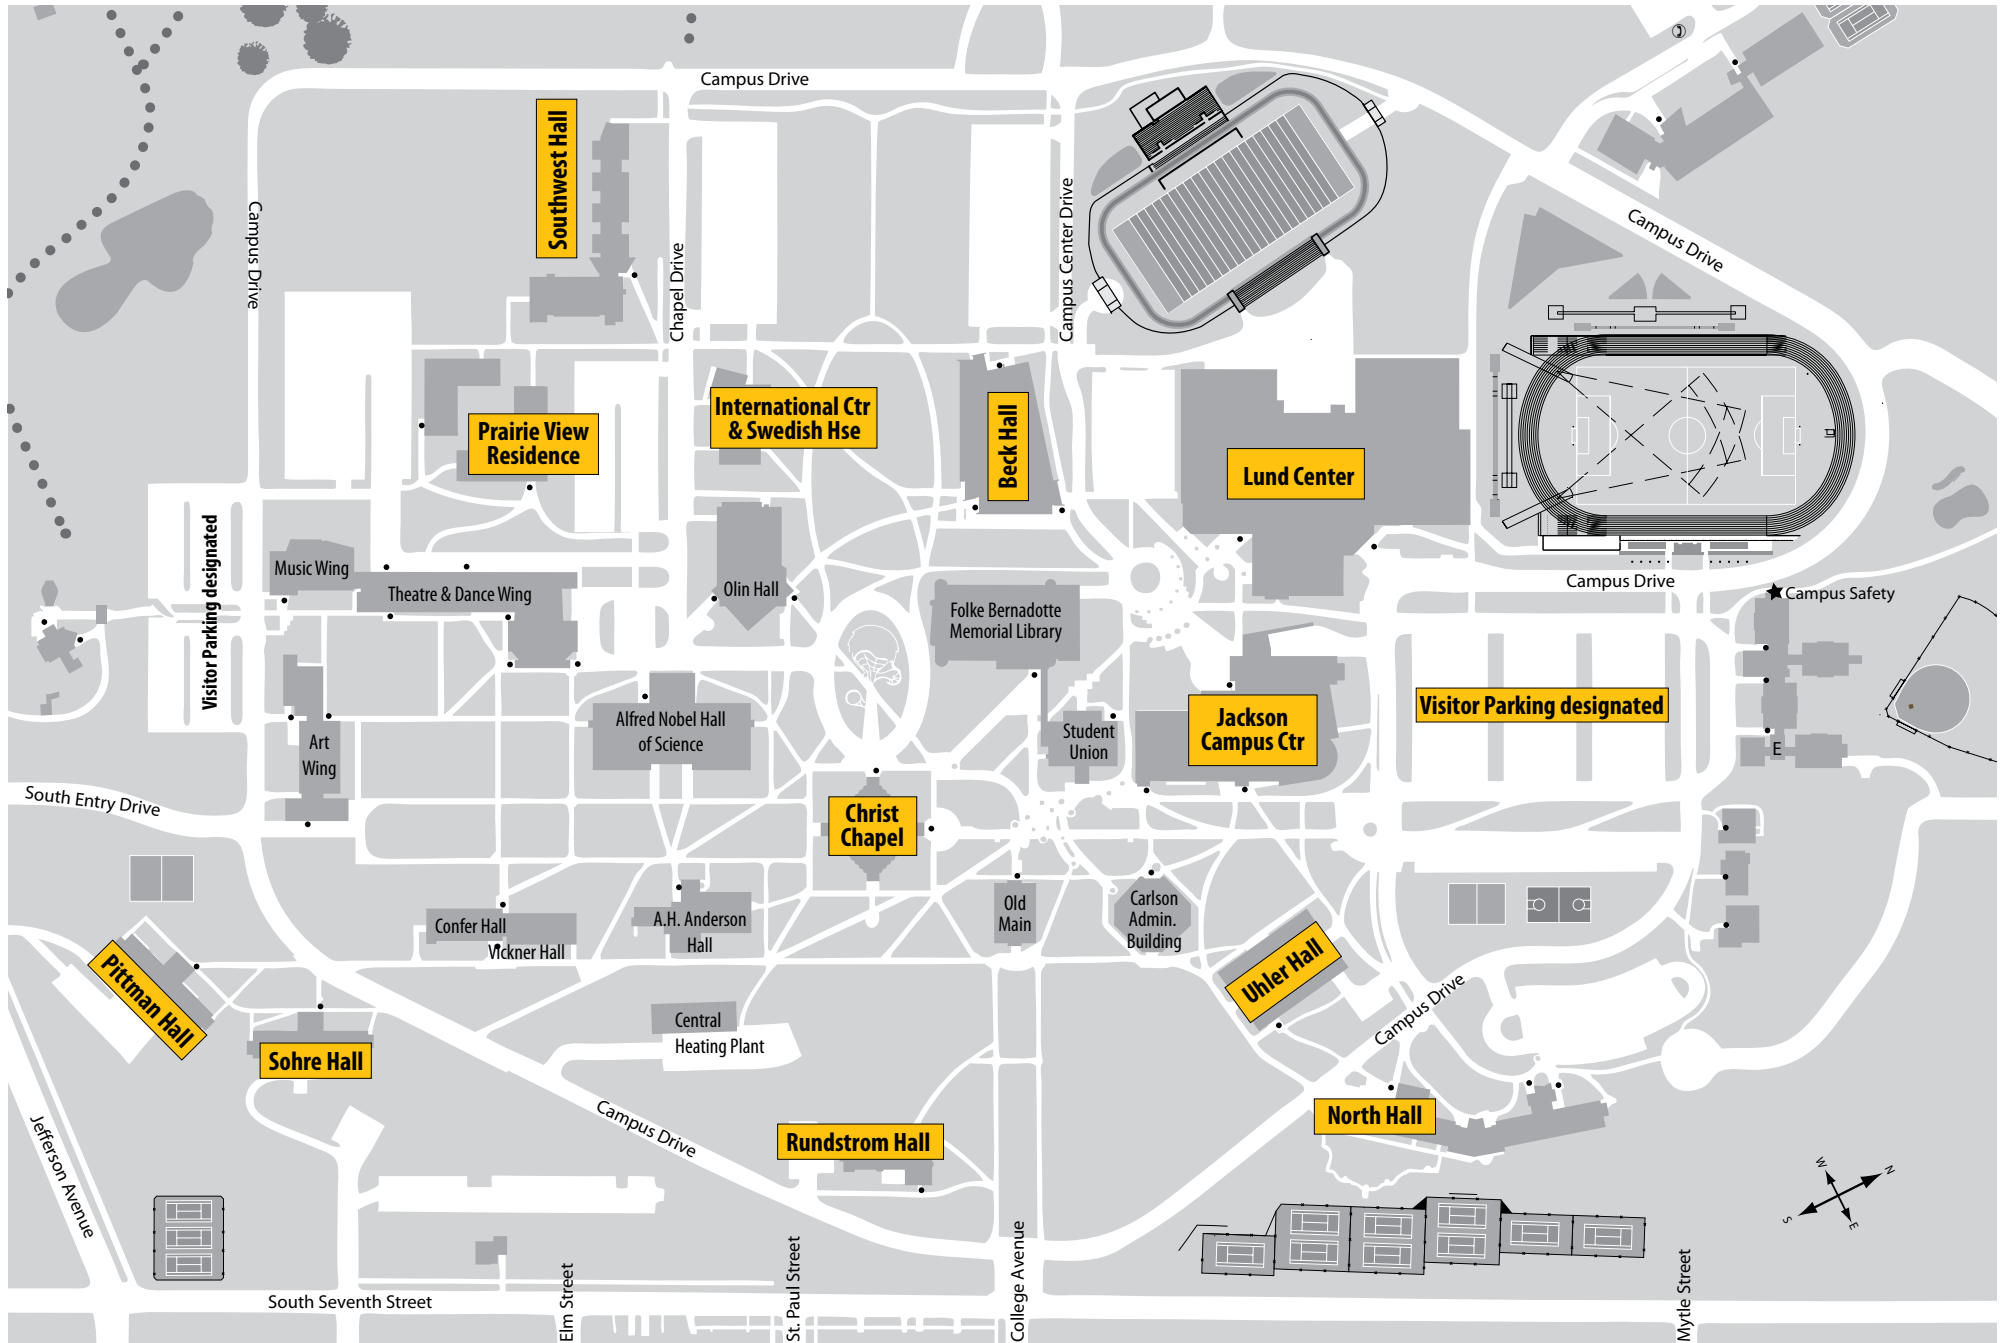 Campus Drive
Southwest Hall
Campus Drive
Chapel Drive
Campus Center Drive
Campus Drive
International Ctr
& Swedish Hse
Prairie View
Residence
Beck Hall
Lund Center
Visitor Parking designated
Music Wing
Theatre & Dance Wing
Olin Hall
Folke Bernadotte
Memorial Library
Campus Drive
Campus Safety
Alfred Nobel Hall
of Science
Art
Wing
Student
Union
Jackson
Campus Ctr
Visitor Parking designated
E
South Entry Drive
Christ
Chapel
Confer Hall
Vickner Hall
A.H. Anderson
Hall
Old
Main
Carlson
Admin.
Building
Uhler Hall
Campus Drive
Pittman Hall
Sohre Hall
Central
Heating Plant
Jefferson Avenue
Campus Drive
Rundstrom Hall
North Hall
W
N
S
E
South Seventh Street
Elm Street
St. Paul Street
College Avenue
Mytle Street